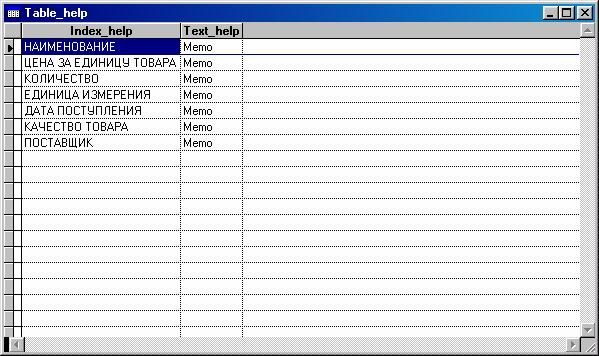 Table_help
Index_help Text_help
НАИМЕНОВАНИЕ Memo
ЦЕНА ЗА ЕДИНИЦУ ТОВАРА Memo
КОЛИЧЕСТВО Memo
ЕДИНИЦА ИЗМЕРЕНИЯ Memo
ДАТА ПОСТУПЛЕНИЯ Memo
КАЧЕСТВО ТОВАРА Memo
ПОСТАВЩИК Memo